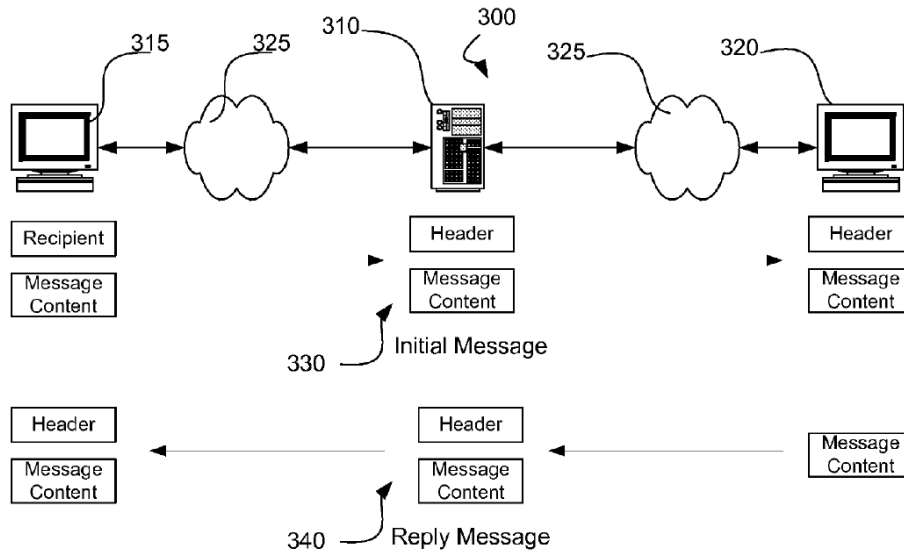 315
325
310
300
325
320
Recipient
Message
Content
Header
Message
Content
Header
Message
Content
330
Initial Message
Header
Message
Content
Header
Message
Content
Message
Content
340
Reply Message